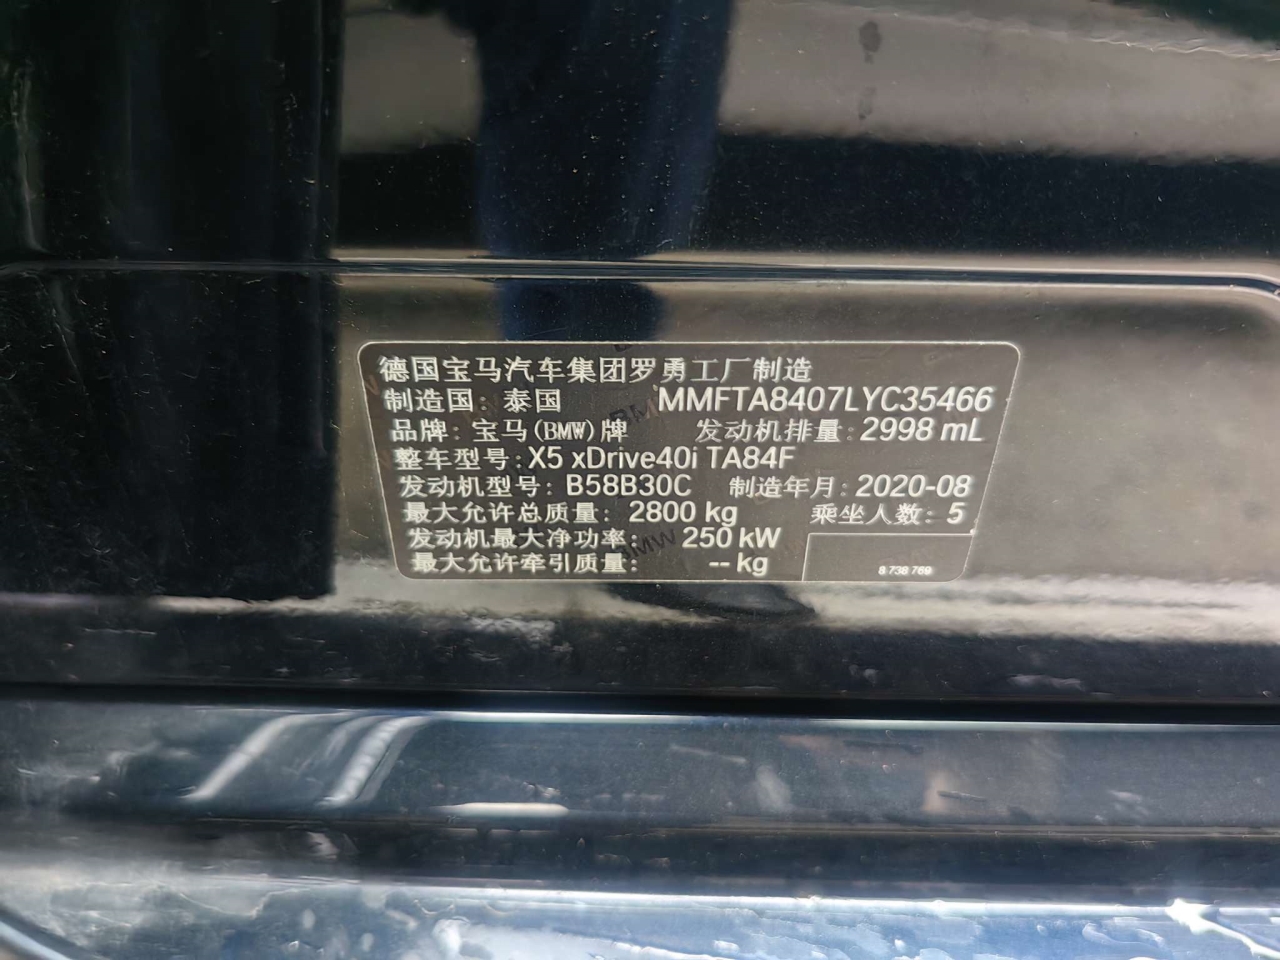 德国宝马汽车集团罗勇工厂制造
制造国: 泰国 MMFTA8407LYC35466
品牌: 宝马(BMW)牌 发动机排量: 2998 mL
整车型号: X5 xDrive40i TA84F
发动机型号: B58B30C 制造年月: 2020-08
最大允许总质量: 2800 kg 乘坐人数: 5
发动机最大净功率: 250 kW
最大允许牵引质量: -- kg
8 738 769